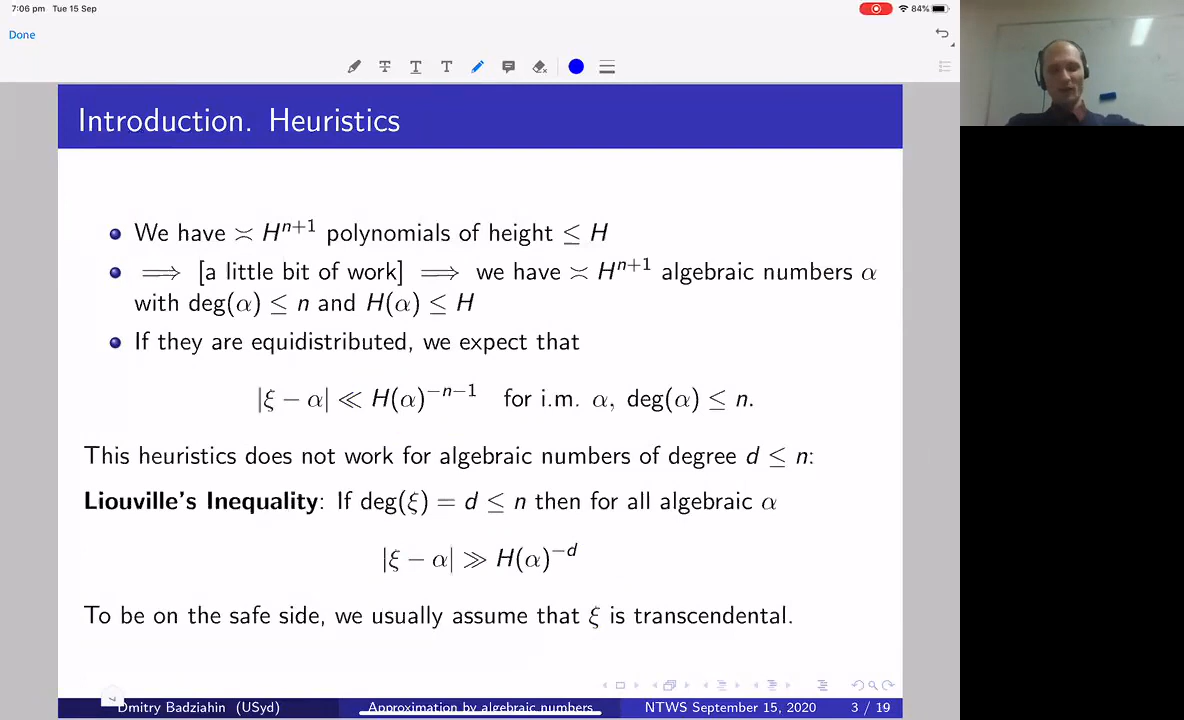 7:06 pm Tue 15 Sep
84%
Done
Introduction. Heuristics
We have ≍ Hⁿ⁺¹ polynomials of height ≤ H
⟹ [a little bit of work] ⟹ we have ≍ Hⁿ⁺¹ algebraic numbers α
with deg(α) ≤ n and H(α) ≤ H
If they are equidistributed, we expect that
|ξ − α| ≪ H(α)⁻ⁿ⁻¹ for i.m. α, deg(α) ≤ n.
This heuristics does not work for algebraic numbers of degree d ≤ n:
Liouville's Inequality: If deg(ξ) = d ≤ n then for all algebraic α
|ξ − α| ≫ H(α)⁻ᵈ
To be on the safe side, we usually assume that ξ is transcendental.
Dmitry Badziahin (USyd) Approximation by algebraic numbers NTWS September 15, 2020 3 / 19